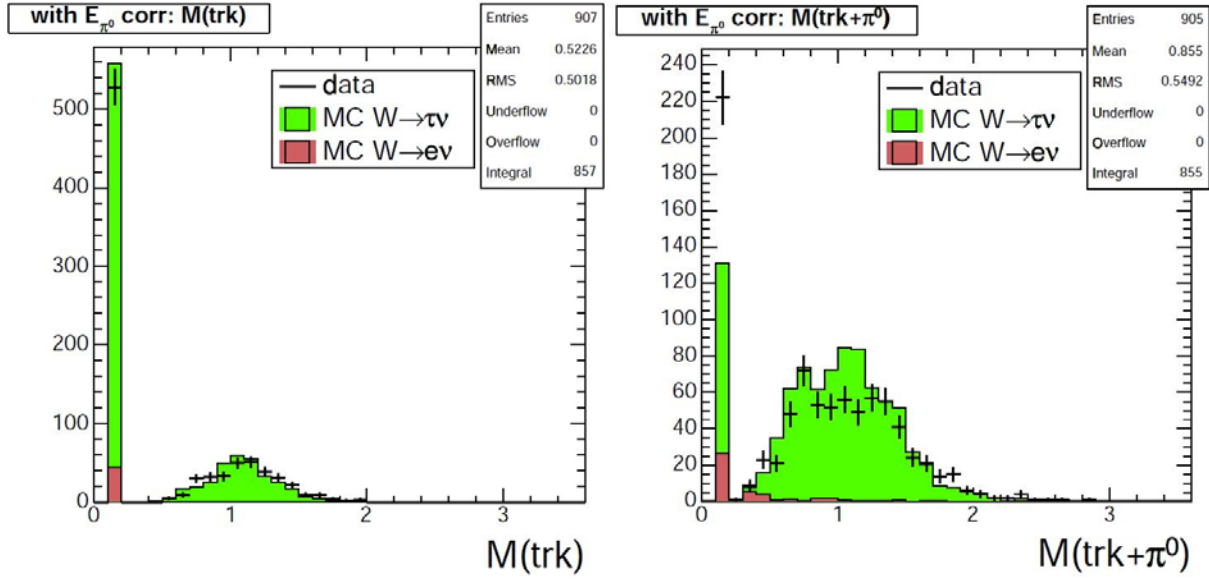 with E_π⁰ corr: M(trk)
Entries 907
Mean 0.5226
RMS 0.5018
Underflow 0
Overflow 0
Integral 857
data
MC W→τν
MC W→eν
500
400
300
200
100
0
0 1 2 3
M(trk)
with E_π⁰ corr: M(trk+π⁰)
Entries 905
Mean 0.855
RMS 0.5492
Underflow 0
Overflow 0
Integral 855
data
MC W→τν
MC W→eν
240
220
200
180
160
140
120
100
80
60
40
20
0
0 1 2 3
M(trk+π⁰)